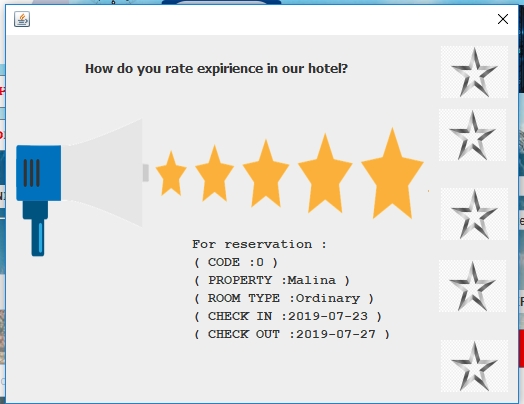 How do you rate expirience in our hotel?
For reservation :
( CODE :0 )
( PROPERTY :Malina )
( ROOM TYPE :Ordinary )
( CHECK IN :2019-07-23 )
( CHECK OUT :2019-07-27 )